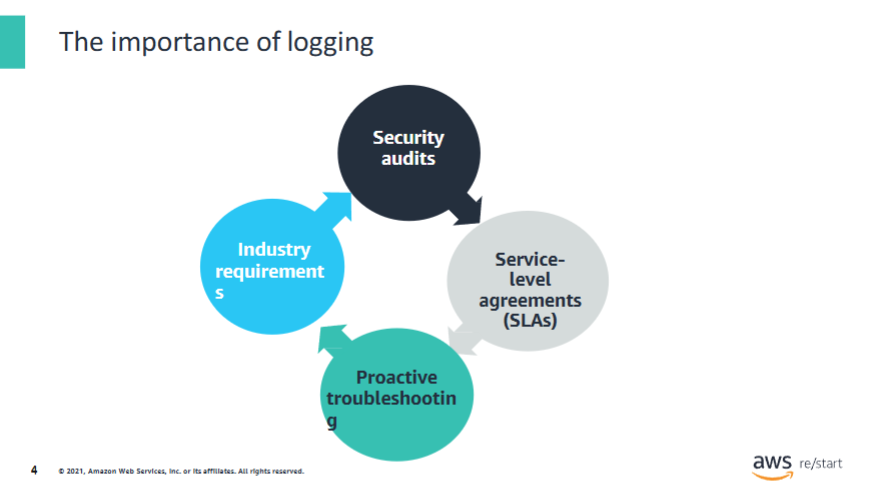 The importance of logging
Security
audits
Industry
requirement
s
Service-
level
agreements
(SLAs)
Proactive
troubleshootin
g
4
© 2021, Amazon Web Services, Inc. or its affiliates. All rights reserved.
aws re/start